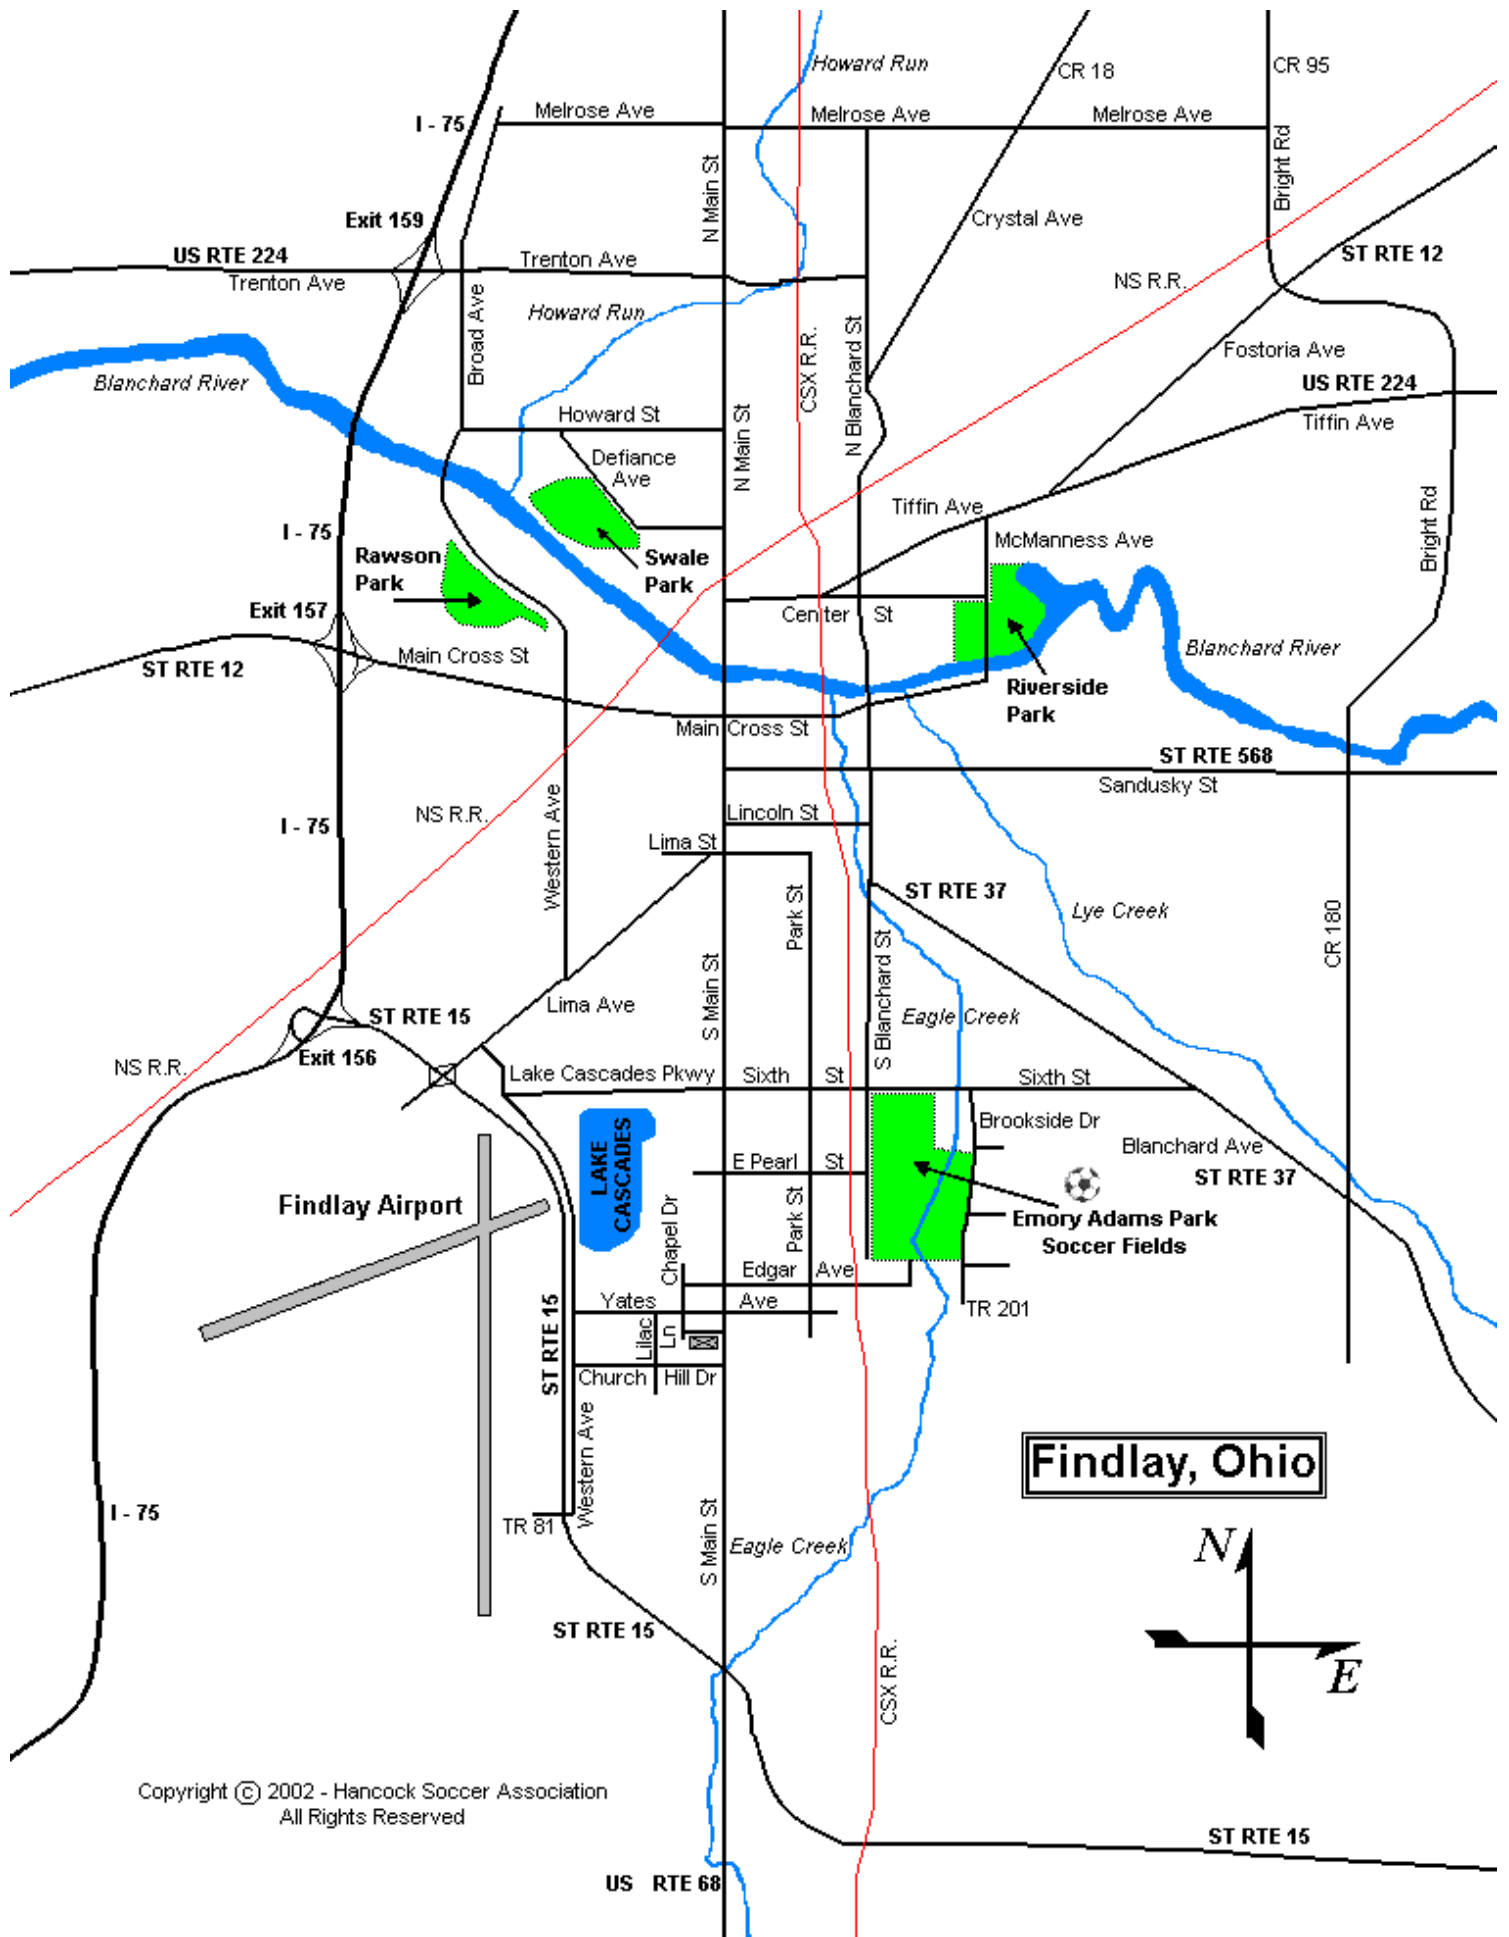 Howard Run
CR 18
CR 95
Melrose Ave
Melrose Ave
Melrose Ave
I - 75
Bright Rd
N Main St
Exit 159
Crystal Ave
US RTE 224
Trenton Ave
Trenton Ave
ST RTE 12
NS R.R.
Howard Run
Broad Ave
CSX R.R.
N Blanchard St
Fostoria Ave
Blanchard River
US RTE 224
Tiffin Ave
Howard St
N Main St
Defiance
Ave
Tiffin Ave
I - 75
Bright Rd
McManness Ave
Rawson
Park
Swale
Park
Exit 157
Center St
Main Cross St
ST RTE 12
Blanchard River
Riverside
Park
Main Cross St
ST RTE 568
Sandusky St
NS R.R.
Lincoln St
I - 75
Lima St
Western Ave
ST RTE 37
Park St
Lye Creek
CR 180
S Main St
S Blanchard St
Lima Ave
ST RTE 15
Eagle Creek
Exit 156
NS R.R.
Lake Cascades Pkwy
Sixth St
Sixth St
Brookside Dr
LAKE
CASCADES
Blanchard Ave
E Pearl St
ST RTE 37
Findlay Airport
Chapel Dr
Park St
Emory Adams Park
Soccer Fields
Edgar Ave
Yates Ave
TR 201
Lilac
Ln
ST RTE 15
Church Hill Dr
Western Ave
Findlay, Ohio
I - 75
TR 81
S Main St
Eagle Creek
N
ST RTE 15
CSX R.R.
E
Copyright © 2002 - Hancock Soccer Association
All Rights Reserved
ST RTE 15
US RTE 68